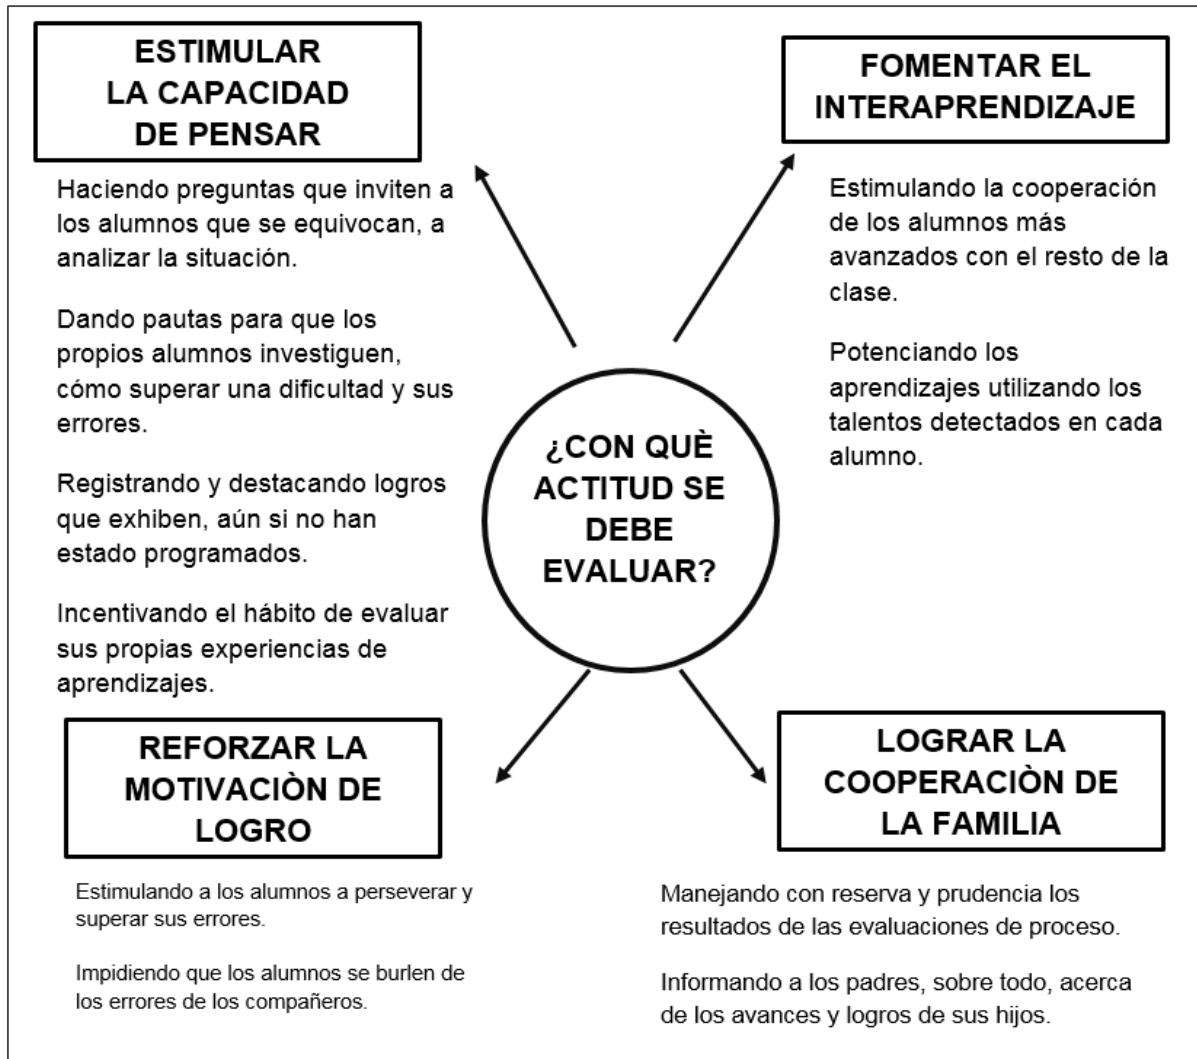 ESTIMULAR
LA CAPACIDAD
DE PENSAR
Haciendo preguntas que inviten a
los alumnos que se equivocan, a
analizar la situación.
Dando pautas para que los
propios alumnos investiguen,
cómo superar una dificultad y sus
errores.
Registrando y destacando logros
que exhiben, aún si no han
estado programados.
Incentivando el hábito de evaluar
sus propias experiencias de
aprendizajes.
FOMENTAR EL
INTERAPRENDIZAJE
Estimulando la cooperación
de los alumnos más
avanzados con el resto de la
clase.
Potenciando los
aprendizajes utilizando los
talentos detectados en cada
alumno.
¿CON QUÈ
ACTITUD SE
DEBE
EVALUAR?
REFORZAR LA
MOTIVACIÒN DE
LOGRO
Estimulando a los alumnos a perseverar y
superar sus errores.
Impidiendo que los alumnos se burlen de
los errores de los compañeros.
LOGRAR LA
COOPERACIÒN DE
LA FAMILIA
Manejando con reserva y prudencia los
resultados de las evaluaciones de proceso.
Informando a los padres, sobre todo, acerca
de los avances y logros de sus hijos.